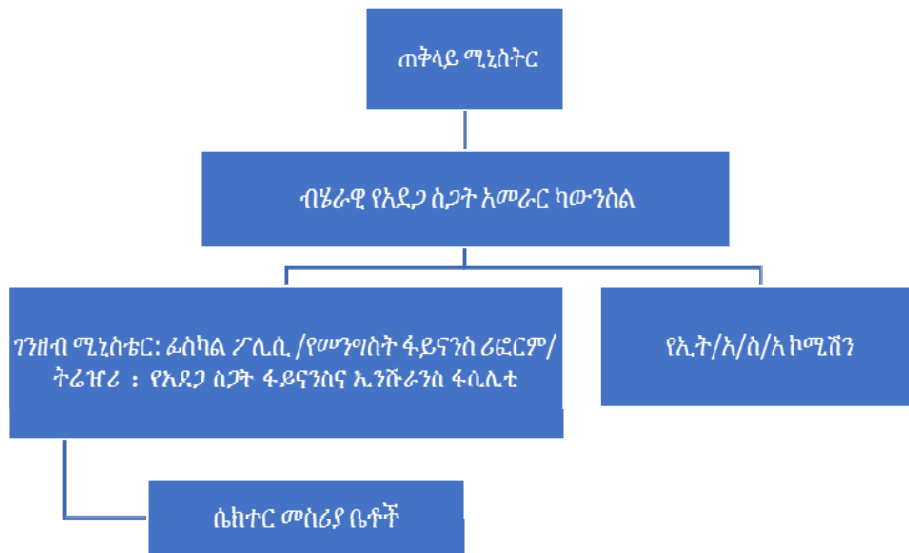 ጠቅላይ ሚኒስትር
ብሄራዊ የአደጋ ስጋት አመራር ካውንስል
ገንዘብ ሚኒስቴር: ፊስካል ፖሊሲ /የመንግስት ፋይናንስ ሪፎርም/
ትሬዠሪ : የአደጋ ስጋት ፋይናንስና ኢንሹራንስ ፋሲሊቲ
የኢት/አ/ስ/አ ኮሚሽን
ሴክተር መስሪያ ቤቶች